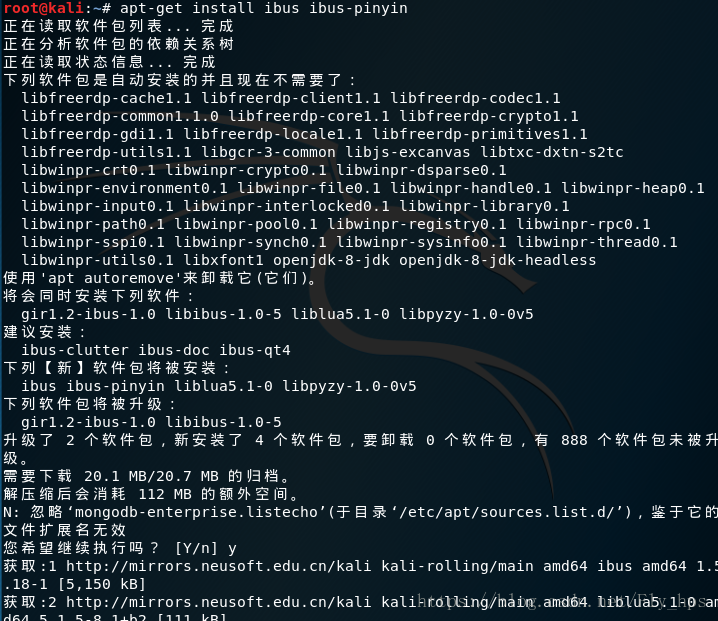 root@kali:~# apt-get install ibus ibus-pinyin
正在读取软件包列表... 完成
正在分析软件包的依赖关系树
正在读取状态信息... 完成
下列软件包是自动安装的并且现在不需要了：
libfreerdp-cache1.1 libfreerdp-client1.1 libfreerdp-codec1.1
libfreerdp-common1.1.0 libfreerdp-core1.1 libfreerdp-crypto1.1
libfreerdp-gdi1.1 libfreerdp-locale1.1 libfreerdp-primitives1.1
libfreerdp-utils1.1 libgcr-3-common libjs-excanvas libtxc-dxtn-s2tc
libwinpr-crt0.1 libwinpr-crypto0.1 libwinpr-dsparse0.1
libwinpr-environment0.1 libwinpr-file0.1 libwinpr-handle0.1 libwinpr-heap0.1
libwinpr-input0.1 libwinpr-interlocked0.1 libwinpr-library0.1
libwinpr-path0.1 libwinpr-pool0.1 libwinpr-registry0.1 libwinpr-rpc0.1
libwinpr-sspi0.1 libwinpr-synch0.1 libwinpr-sysinfo0.1 libwinpr-thread0.1
libwinpr-utils0.1 libxfont1 openjdk-8-jdk openjdk-8-jdk-headless
使用'apt autoremove'来卸载它(它们)。
将会同时安装下列软件：
gir1.2-ibus-1.0 libibus-1.0-5 liblua5.1-0 libpyzy-1.0-0v5
建议安装：
ibus-clutter ibus-doc ibus-qt4
下列【新】软件包将被安装：
ibus ibus-pinyin liblua5.1-0 libpyzy-1.0-0v5
下列软件包将被升级：
gir1.2-ibus-1.0 libibus-1.0-5
升级了 2 个软件包，新安装了 4 个软件包，要卸载 0 个软件包，有 888 个软件包未被升
级。
需要下载 20.1 MB/20.7 MB 的归档。
解压缩后会消耗 112 MB 的额外空间。
N: 忽略‘mongodb-enterprise.listecho’(于目录‘/etc/apt/sources.list.d/’)，鉴于它的
文件扩展名无效
您希望继续执行吗？ [Y/n] y
获取:1 http://mirrors.neusoft.edu.cn/kali kali-rolling/main amd64 ibus amd64 1.5
.18-1 [5,150 kB]
获取:2 http://mirrors.neusoft.edu.cn/kali kali-rolling/main amd64 liblua5.1-0 am
d64 5.1.5-8.1+b2 [111 kB]